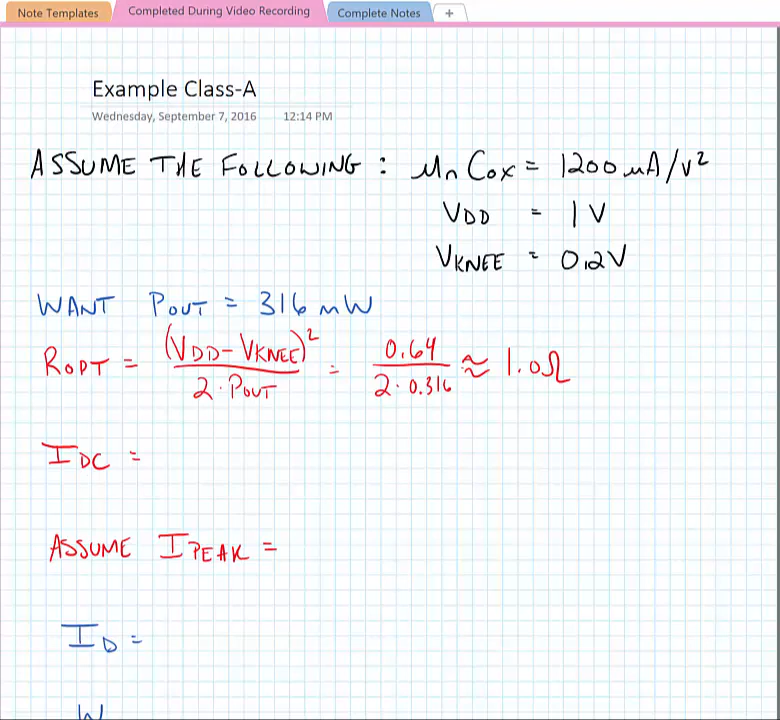 Note Templates Completed During Video Recording Complete Notes +
Example Class-A
Wednesday, September 7, 2016 12:14 PM
ASSUME THE FOLLOWING : μn Cox = 1200 μA/V²
VDD = 1 V
VKNEE = 0.2V
WANT POUT = 316 mW
ROPT = (VDD - VKNEE)² / 2 · POUT = 0.64 / 2 · 0.316 ≈ 1.0Ω
IDC =
ASSUME IPEAK =
ID =
W